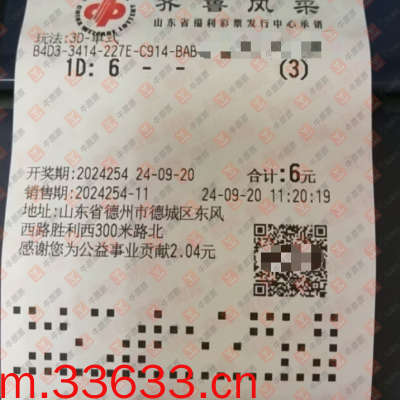 齐鲁风采
山东省福利彩票发行中心承销
玩法:3D-单式
B4D3-3414-227E-C914-BAB
1D: 6 - - (3)
开奖期:2024254 24-09-20 合计:6元
销售期:2024254-11 24-09-20 11:20:19
地址:山东省德州市德城区东风
西路胜利西300米路北
感谢您为公益事业贡献2.04元
m.33633.cn